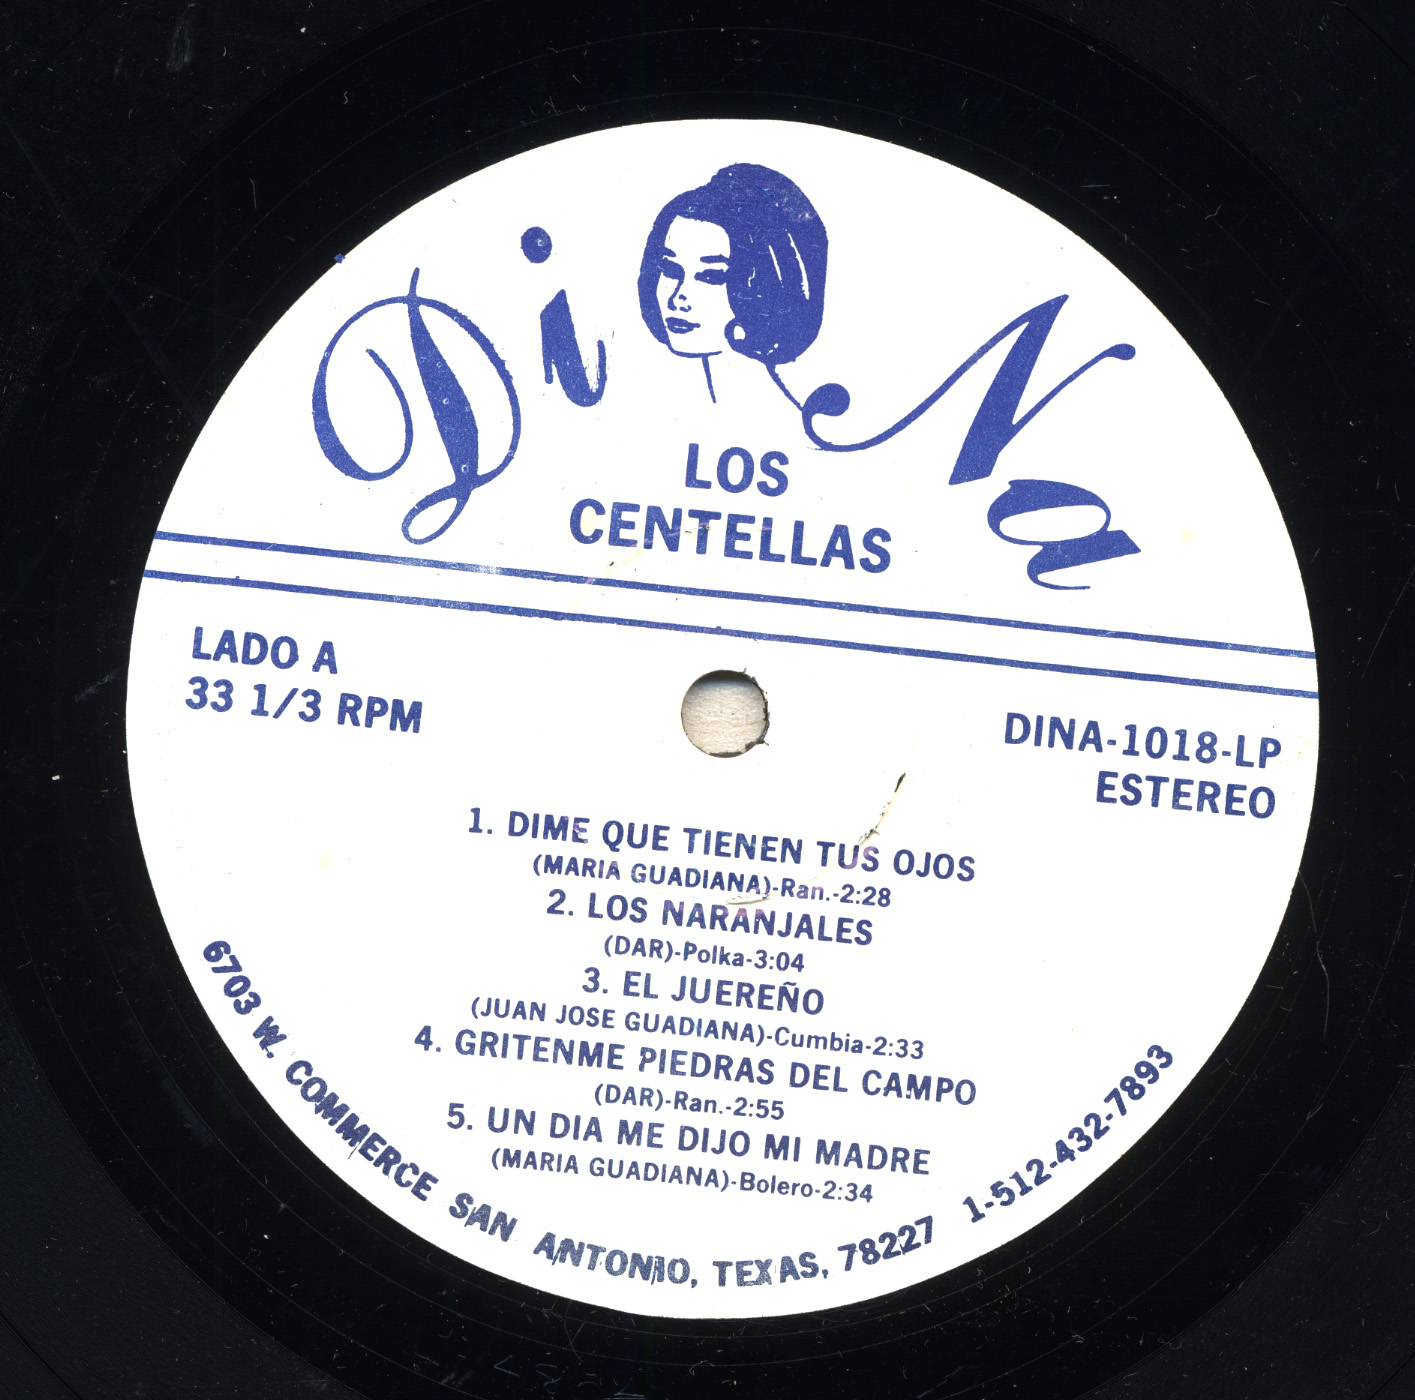 DiNa
LOS
CENTELLAS
LADO A
33 1/3 RPM
DINA-1018-LP
ESTEREO
1. DIME QUE TIENEN TUS OJOS
(MARIA GUADIANA)-Ran.-2:28
2. LOS NARANJALES
(DAR)-Polka-3:04
3. EL JUEREÑO
(JUAN JOSE GUADIANA)-Cumbia-2:33
4. GRITENME PIEDRAS DEL CAMPO
(DAR)-Ran.-2:55
5. UN DIA ME DIJO MI MADRE
(MARIA GUADIANA)-Bolero-2:34
6703 W. COMMERCE SAN ANTONIO, TEXAS, 78227 1-512-432-7893